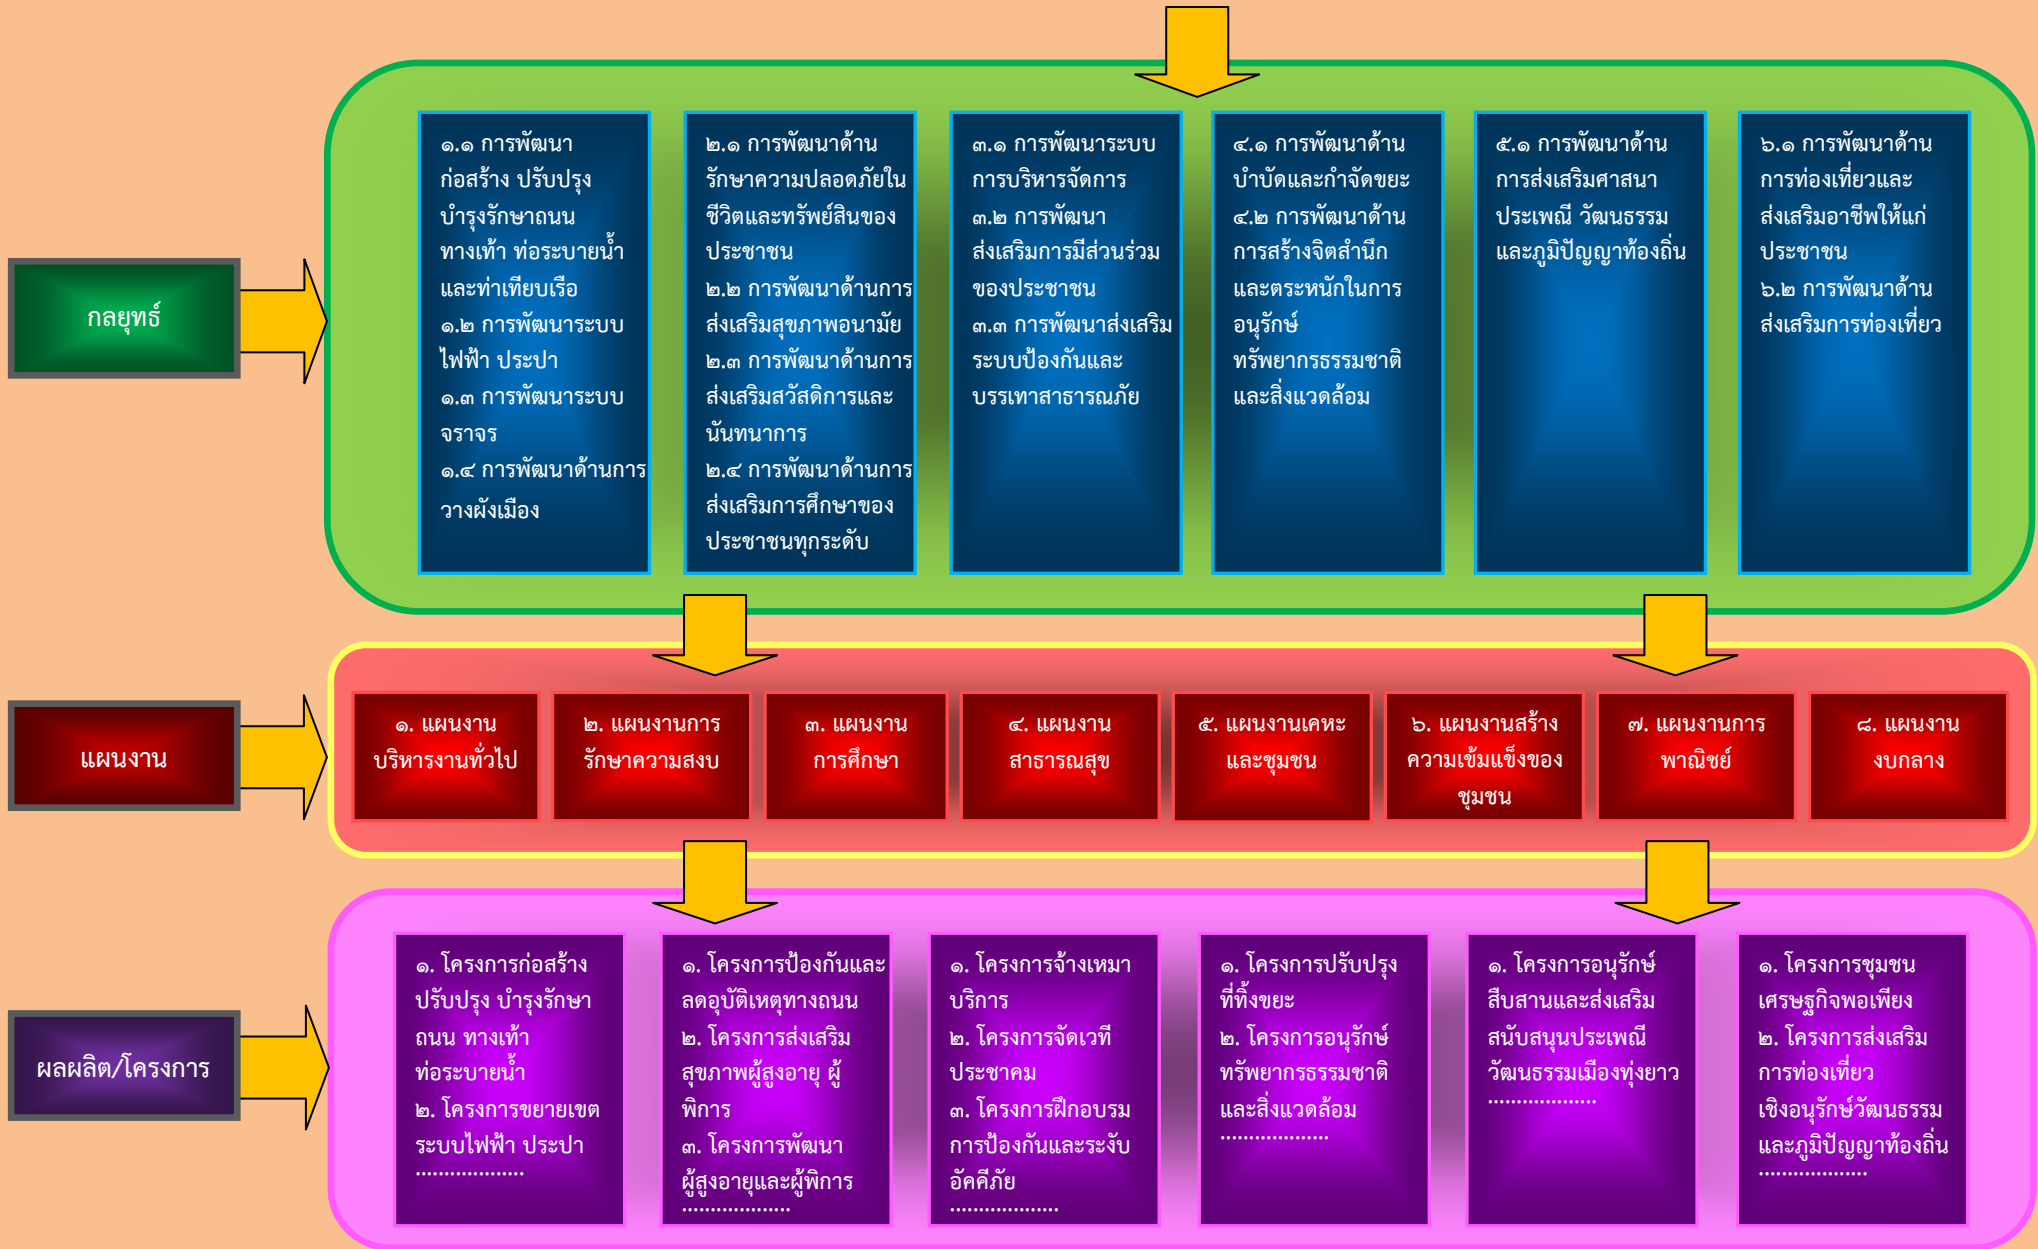 กลยุทธ์
๑.๑ การพัฒนา
ก่อสร้าง ปรับปรุง
บำรุงรักษาถนน
ทางเท้า ท่อระบายน้ำ
และท่าเทียบเรือ
๑.๒ การพัฒนาระบบ
ไฟฟ้า ประปา
๑.๓ การพัฒนาระบบ
จราจร
๑.๔ การพัฒนาด้านการ
วางผังเมือง
๒.๑ การพัฒนาด้าน
รักษาความปลอดภัยใน
ชีวิตและทรัพย์สินของ
ประชาชน
๒.๒ การพัฒนาด้านการ
ส่งเสริมสุขภาพอนามัย
๒.๓ การพัฒนาด้านการ
ส่งเสริมสวัสดิการและ
นันทนาการ
๒.๔ การพัฒนาด้านการ
ส่งเสริมการศึกษาของ
ประชาชนทุกระดับ
๓.๑ การพัฒนาระบบ
การบริหารจัดการ
๓.๒ การพัฒนา
ส่งเสริมการมีส่วนร่วม
ของประชาชน
๓.๓ การพัฒนาส่งเสริม
ระบบป้องกันและ
บรรเทาสาธารณภัย
๔.๑ การพัฒนาด้าน
บำบัดและกำจัดขยะ
๔.๒ การพัฒนาด้าน
การสร้างจิตสำนึก
และตระหนักในการ
อนุรักษ์
ทรัพยากรธรรมชาติ
และสิ่งแวดล้อม
๕.๑ การพัฒนาด้าน
การส่งเสริมศาสนา
ประเพณี วัฒนธรรม
และภูมิปัญญาท้องถิ่น
๖.๑ การพัฒนาด้าน
การท่องเที่ยวและ
ส่งเสริมอาชีพให้แก่
ประชาชน
๖.๒ การพัฒนาด้าน
ส่งเสริมการท่องเที่ยว
แผนงาน
๑. แผนงาน
บริหารงานทั่วไป
๒. แผนงานการ
รักษาความสงบ
๓. แผนงาน
การศึกษา
๔. แผนงาน
สาธารณสุข
๕. แผนงานเคหะ
และชุมชน
๖. แผนงานสร้าง
ความเข้มแข็งของ
ชุมชน
๗. แผนงานการ
พาณิชย์
๘. แผนงาน
งบกลาง
ผลผลิต/โครงการ
๑. โครงการก่อสร้าง
ปรับปรุง บำรุงรักษา
ถนน ทางเท้า
ท่อระบายน้ำ
๒. โครงการขยายเขต
ระบบไฟฟ้า ประปา
...................
๑. โครงการป้องกันและ
ลดอุบัติเหตุทางถนน
๒. โครงการส่งเสริม
สุขภาพผู้สูงอายุ ผู้
พิการ
๓. โครงการพัฒนา
ผู้สูงอายุและผู้พิการ
...................
๑. โครงการจ้างเหมา
บริการ
๒. โครงการจัดเวที
ประชาคม
๓. โครงการฝึกอบรม
การป้องกันและระงับ
อัคคีภัย
...................
๑. โครงการปรับปรุง
ที่ทิ้งขยะ
๒. โครงการอนุรักษ์
ทรัพยากรธรรมชาติ
และสิ่งแวดล้อม
...................
๑. โครงการอนุรักษ์
สืบสานและส่งเสริม
สนับสนุนประเพณี
วัฒนธรรมเมืองทุ่งยาว
...................
๑. โครงการชุมชน
เศรษฐกิจพอเพียง
๒. โครงการส่งเสริม
การท่องเที่ยว
เชิงอนุรักษ์วัฒนธรรม
และภูมิปัญญาท้องถิ่น
...................